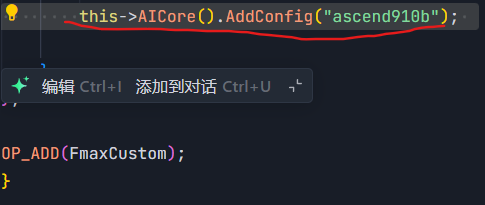 this->AICore().AddConfig("ascend910b");
编辑 Ctrl+I 添加到对话 Ctrl+U
OP_ADD(FmaxCustom);
}